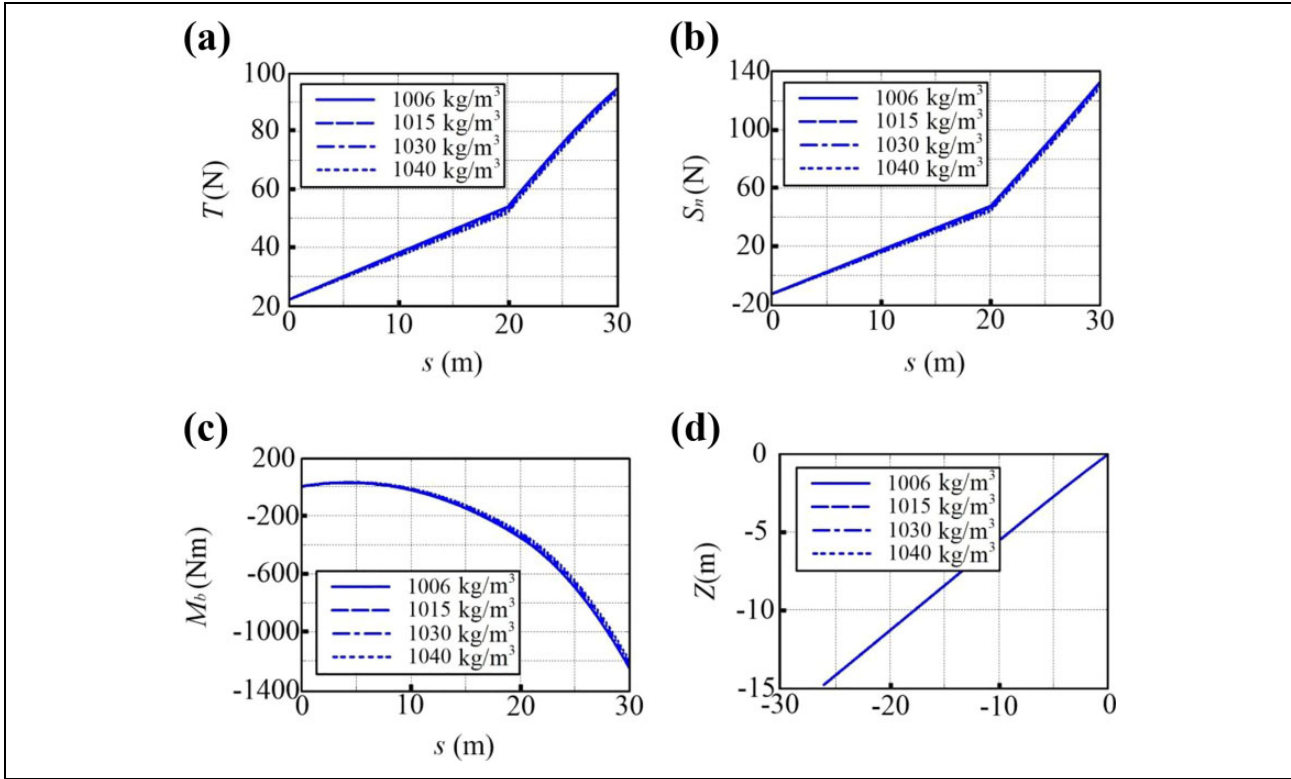 (a)
T(N)
100
80
60
40
20
1006 kg/m³
1015 kg/m³
1030 kg/m³
1040 kg/m³
0 10 20 30
s (m)
(b)
Sₙ(N)
140
100
60
20
-20
1006 kg/m³
1015 kg/m³
1030 kg/m³
1040 kg/m³
0 10 20 30
s (m)
(c)
M_b(Nm)
200
-200
-600
-1000
-1400
1006 kg/m³
1015 kg/m³
1030 kg/m³
1040 kg/m³
0 10 20 30
s (m)
(d)
Z(m)
0
-5
-10
-15
1006 kg/m³
1015 kg/m³
1030 kg/m³
1040 kg/m³
-30 -20 -10 0